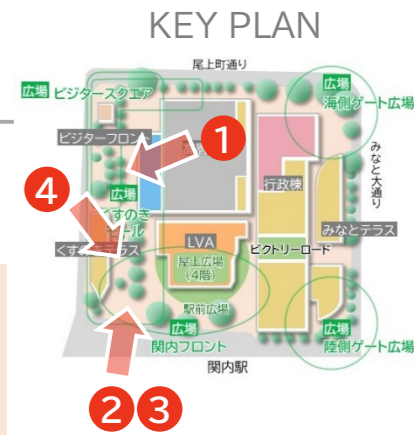 KEY PLAN
尾上町通り
広場 ビジタースクエア
広場
海側ゲート広場
ビジターフロント
1
みなと大通り
行政棟
4
広場
くすのき
モール
くすのきテラス
LVA
屋上広場
(4階)
ビクトリーロード
みなとテラス
駅前広場
広場
関内フロント
広場
陸側ゲート広場
関内駅
2 3